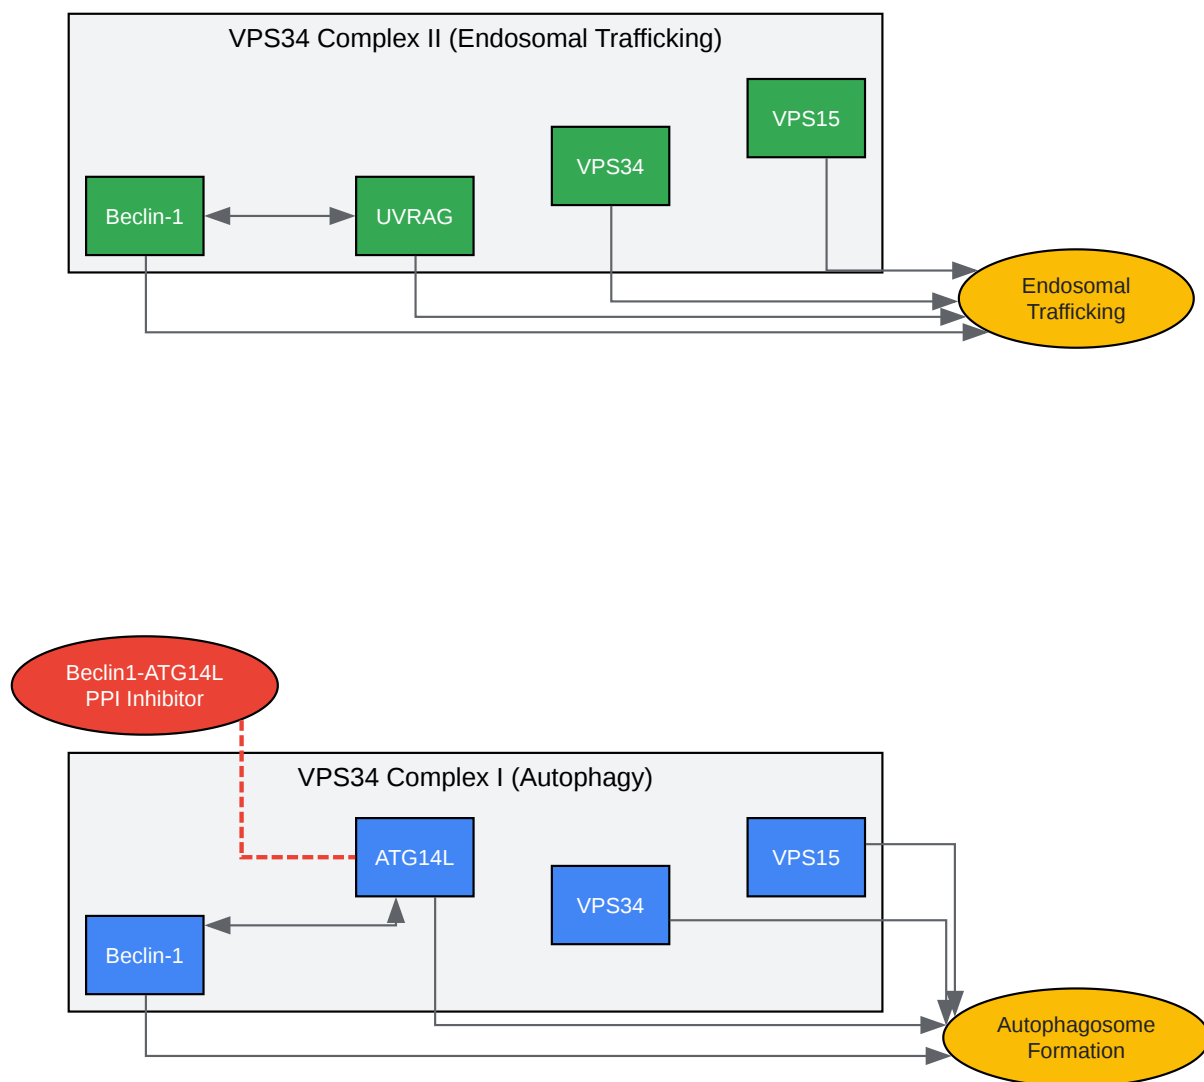 VPS34 Complex II (Endosomal Trafficking)
VPS15
VPS34
Beclin-1
UVRAG
Endosomal
Trafficking
Beclin1-ATG14L
PPI Inhibitor
VPS34 Complex I (Autophagy)
ATG14L
VPS15
VPS34
Beclin-1
Autophagosome
Formation